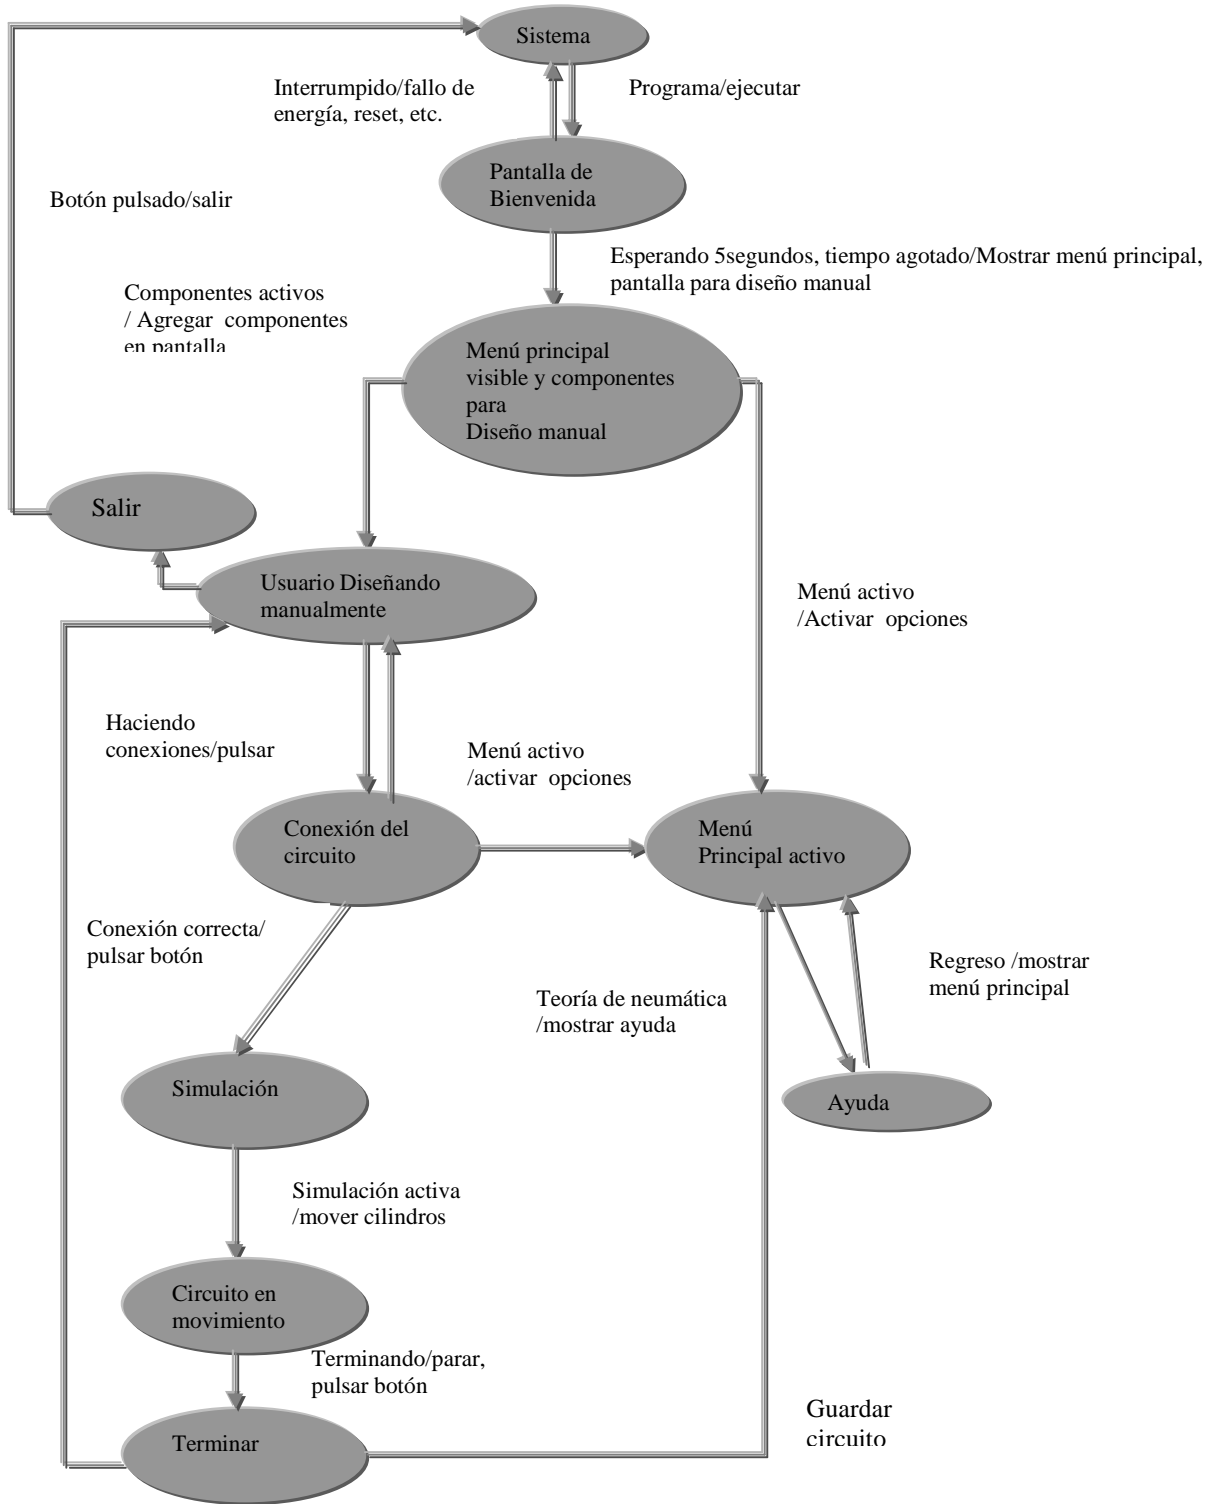 Sistema
Interrumpido/fallo de
energía, reset, etc.
Programa/ejecutar
Pantalla de
Bienvenida
Botón pulsado/salir
Esperando 5segundos, tiempo agotado/Mostrar menú principal,
pantalla para diseño manual
Componentes activos
/ Agregar componentes
en pantalla
Menú principal
visible y componentes
para
Diseño manual
Salir
Usuario Diseñando
manualmente
Menú activo
/Activar opciones
Haciendo
conexiones/pulsar
Menú activo
/activar opciones
Conexión del
circuito
Menú
Principal activo
Conexión correcta/
pulsar botón
Regreso /mostrar
menú principal
Teoría de neumática
/mostrar ayuda
Simulación
Ayuda
Simulación activa
/mover cilindros
Circuito en
movimiento
Terminando/parar,
pulsar botón
Guardar
circuito
Terminar